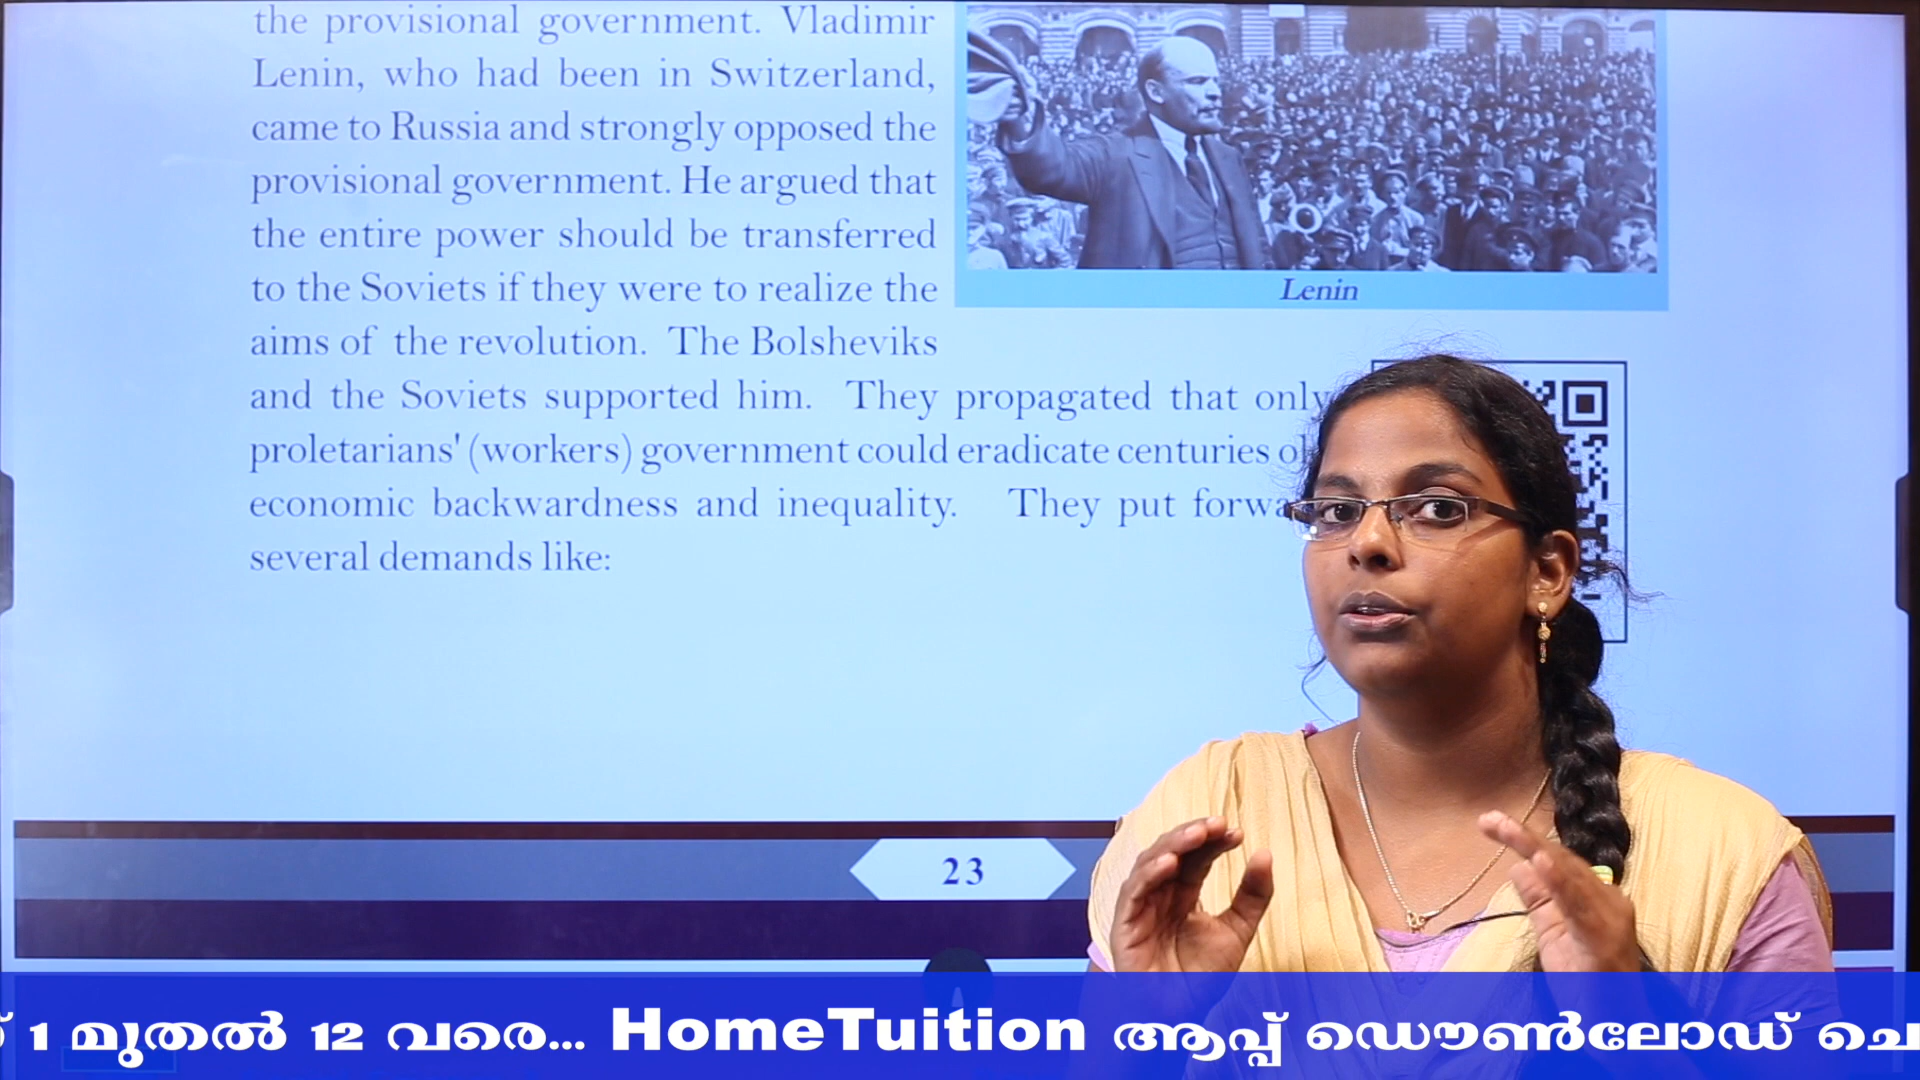 the provisional government. Vladimir
Lenin, who had been in Switzerland,
came to Russia and strongly opposed the
provisional government. He argued that
the entire power should be transferred
to the Soviets if they were to realize the
aims of the revolution. The Bolsheviks
and the Soviets supported him. They propagated that only
proletarians' (workers) government could eradicate centuries
economic backwardness and inequality. They put
several demands like:
Lenin
23
1 മുതൽ 12 വരെ... HomeTuition ആപ്പ് ഡൌൺലോഡ്